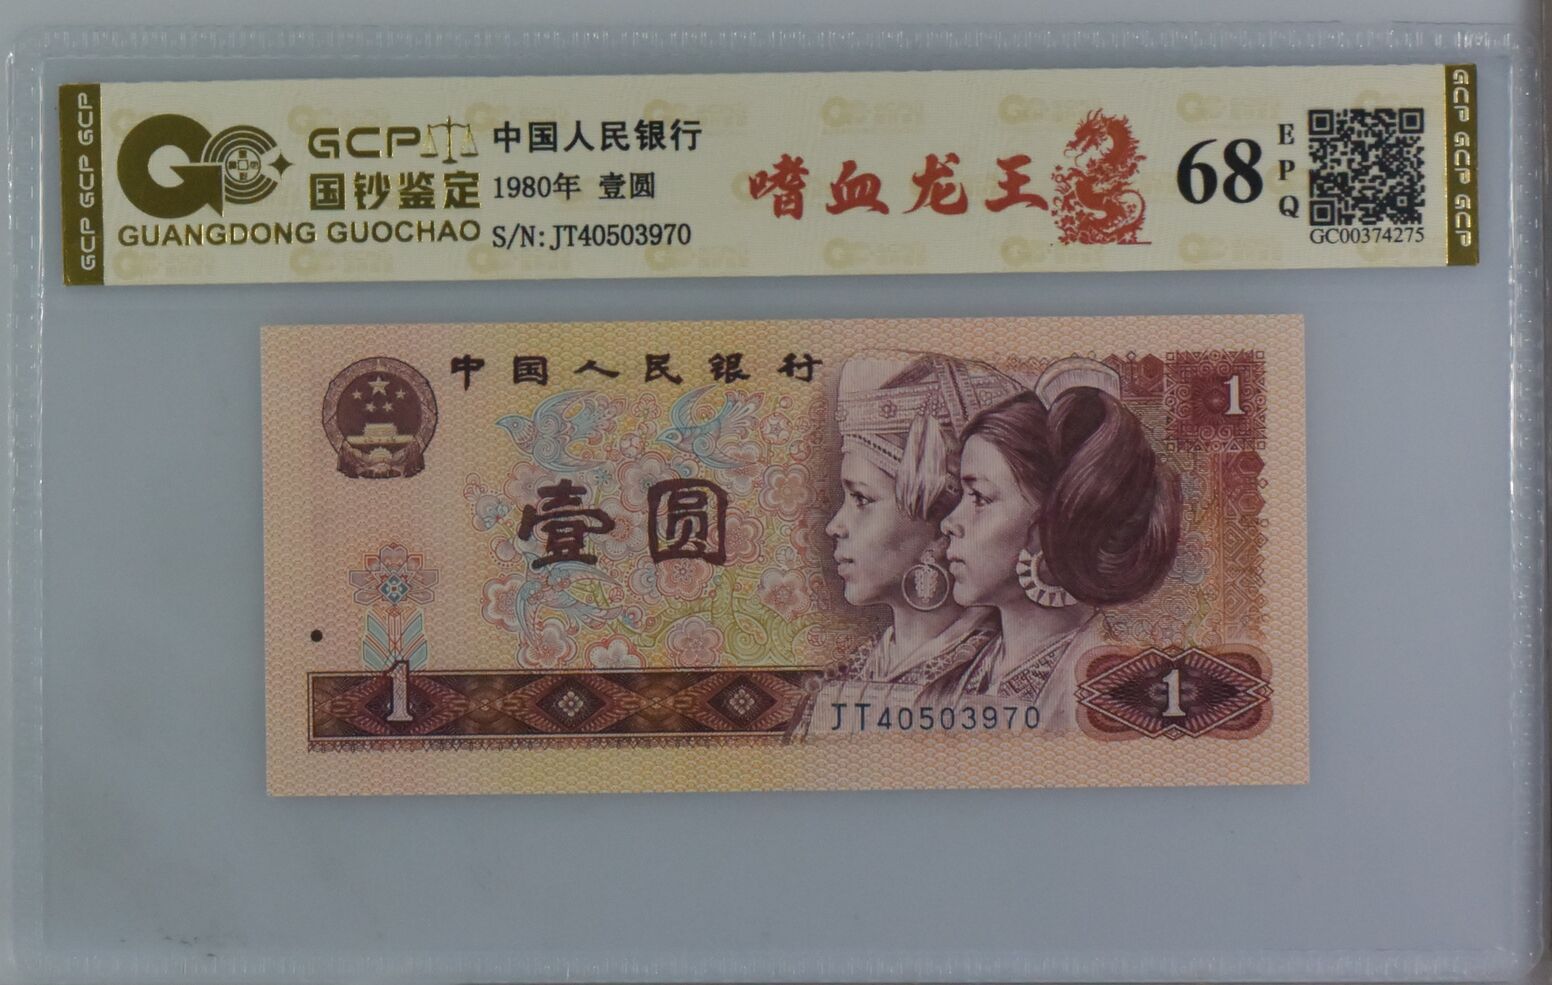 GCP GCP GCP
GCP
国钞鉴定
GUANGDONG GUOCHAO
中国人民银行
1980年 壹圆
S/N:JT40503970
嗜血龙王
68
EPQ
GC00374275
GCP GCP GCP
中国人民银行
1
壹圆
1
JT40503970
1